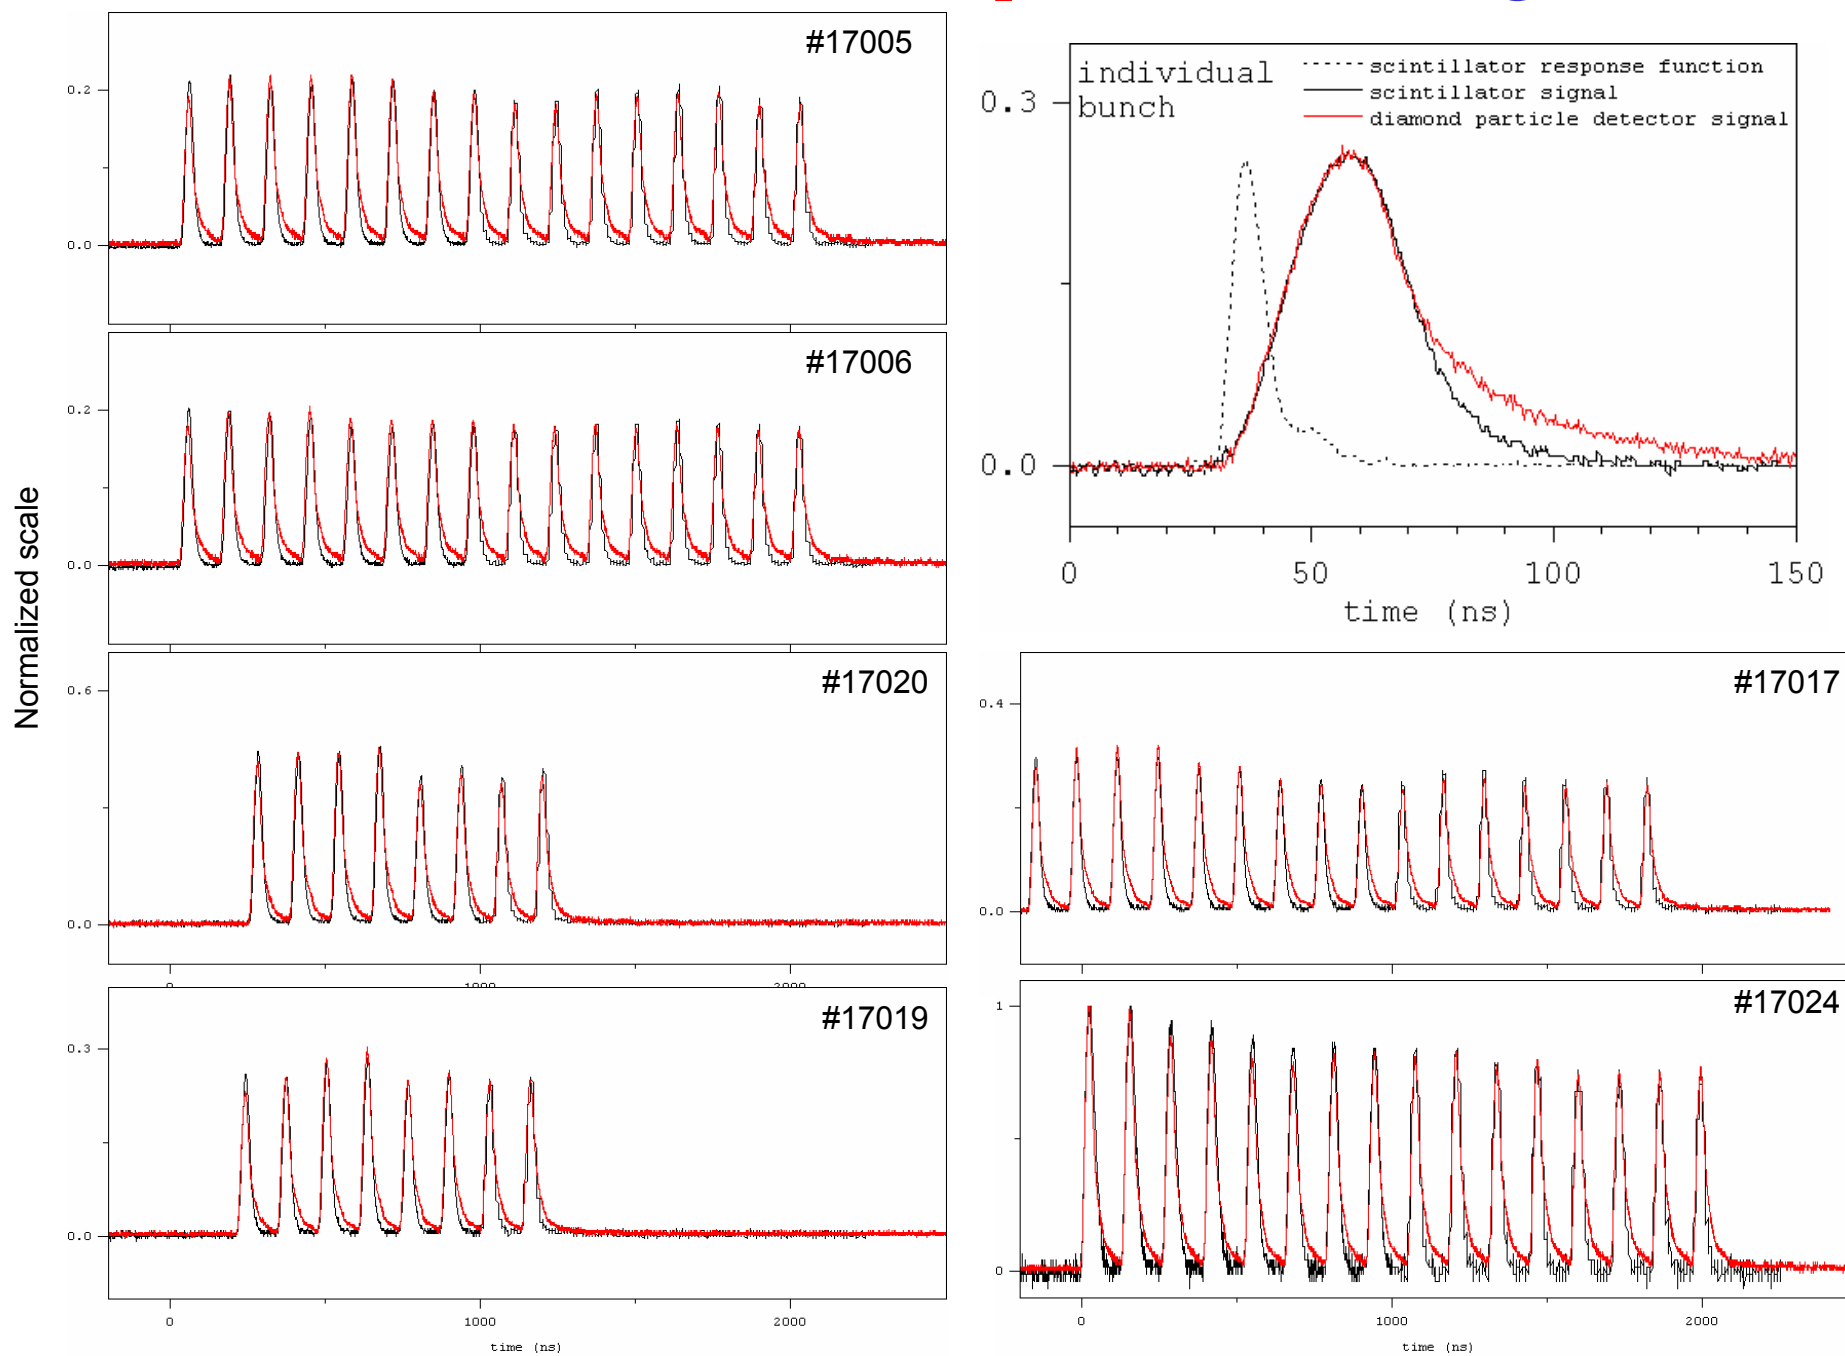 #17005
0.2
0.0
#17006
0.2
0.0
Normalized scale
#17020
0.6
0.0
0 1000 2000
#17019
0.3
0.0
0 1000 2000
time (ns)
individual
bunch
scintillator response function
scintillator signal
diamond particle detector signal
0.3
0.0
0 50 100 150
time (ns)
#17017
0.4
0.0
#17024
1
0
0 1000 2000
time (ns)